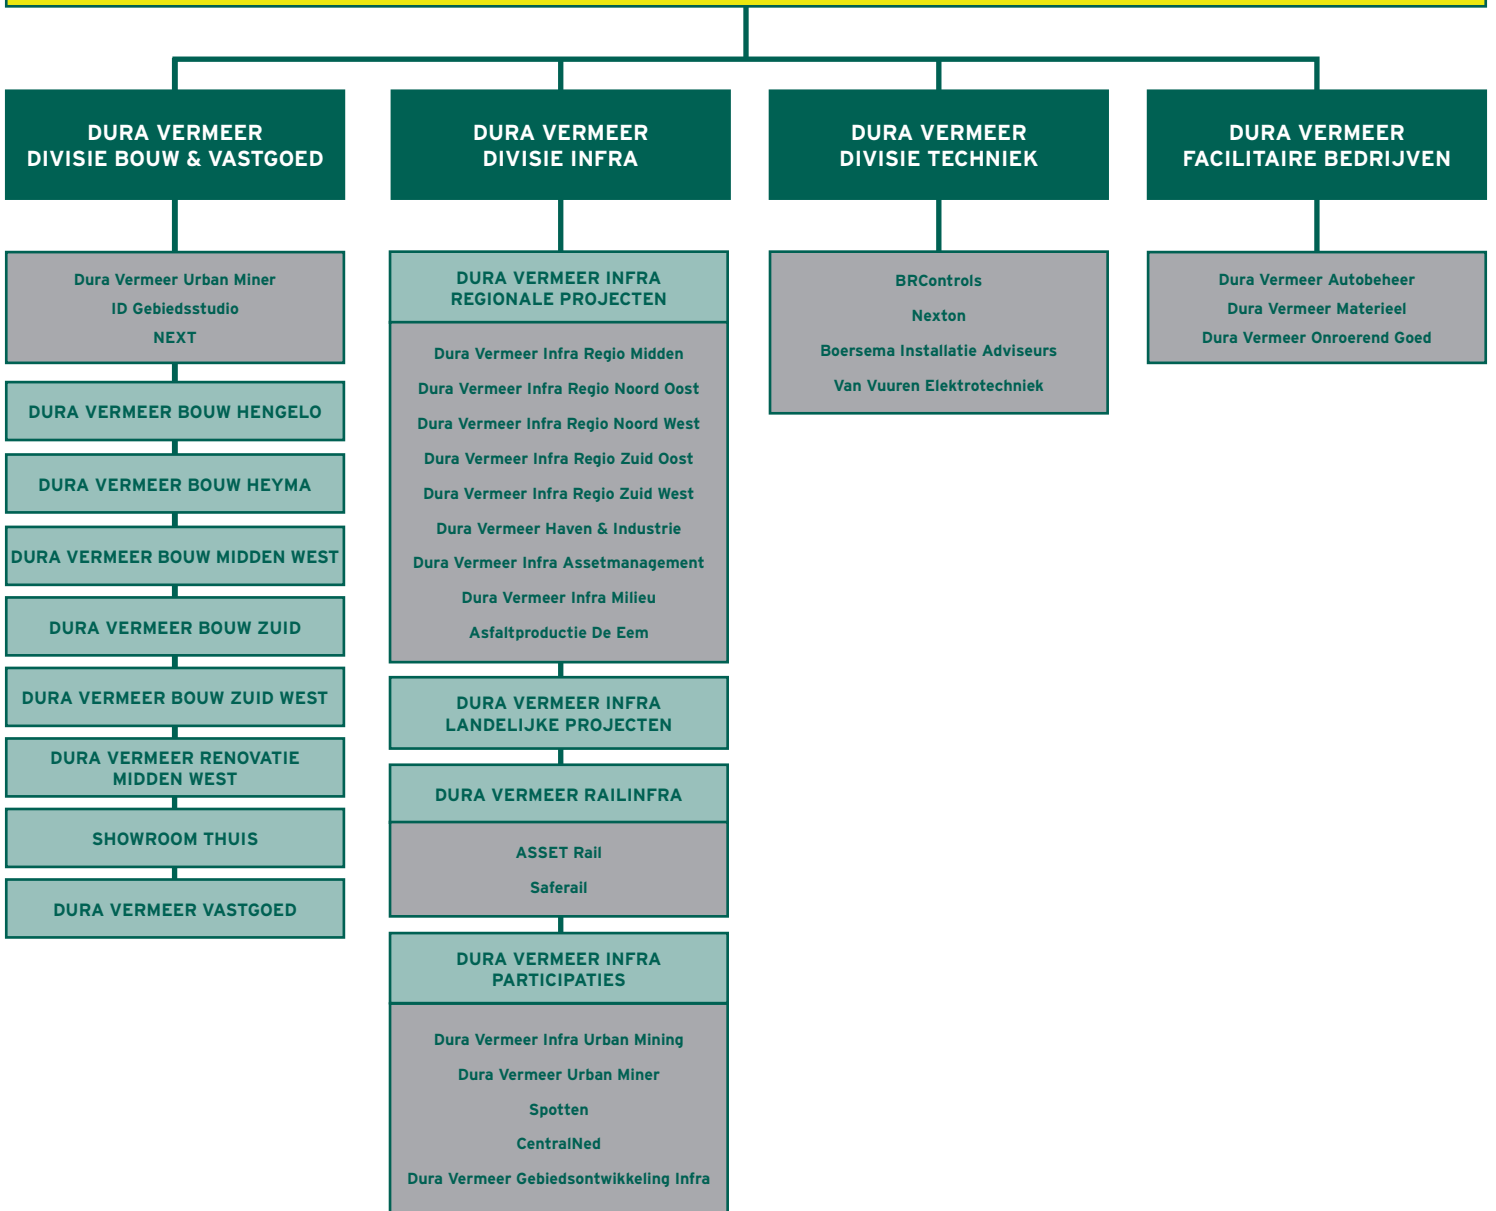 DURA VERMEER
DIVISIE BOUW & VASTGOED
Dura Vermeer Urban Miner
ID Gebiedsstudio
NEXT
DURA VERMEER BOUW HENGELO
DURA VERMEER BOUW HEYMA
DURA VERMEER BOUW MIDDEN WEST
DURA VERMEER BOUW ZUID
DURA VERMEER BOUW ZUID WEST
DURA VERMEER RENOVATIE
MIDDEN WEST
SHOWROOM THUIS
DURA VERMEER VASTGOED
DURA VERMEER
DIVISIE INFRA
DURA VERMEER INFRA
REGIONALE PROJECTEN
Dura Vermeer Infra Regio Midden
Dura Vermeer Infra Regio Noord Oost
Dura Vermeer Infra Regio Noord West
Dura Vermeer Infra Regio Zuid Oost
Dura Vermeer Infra Regio Zuid West
Dura Vermeer Haven & Industrie
Dura Vermeer Infra Assetmanagement
Dura Vermeer Infra Milieu
Asfaltproductie De Eem
DURA VERMEER INFRA
LANDELIJKE PROJECTEN
DURA VERMEER RAILINFRA
ASSET Rail
Saferail
DURA VERMEER INFRA
PARTICIPATIES
Dura Vermeer Infra Urban Mining
Dura Vermeer Urban Miner
Spotten
CentralNed
Dura Vermeer Gebiedsontwikkeling Infra
DURA VERMEER
DIVISIE TECHNIEK
BRControls
Nexton
Boersema Installatie Adviseurs
Van Vuuren Elektrotechniek
DURA VERMEER
FACILITAIRE BEDRIJVEN
Dura Vermeer Autobeheer
Dura Vermeer Materieel
Dura Vermeer Onroerend Goed